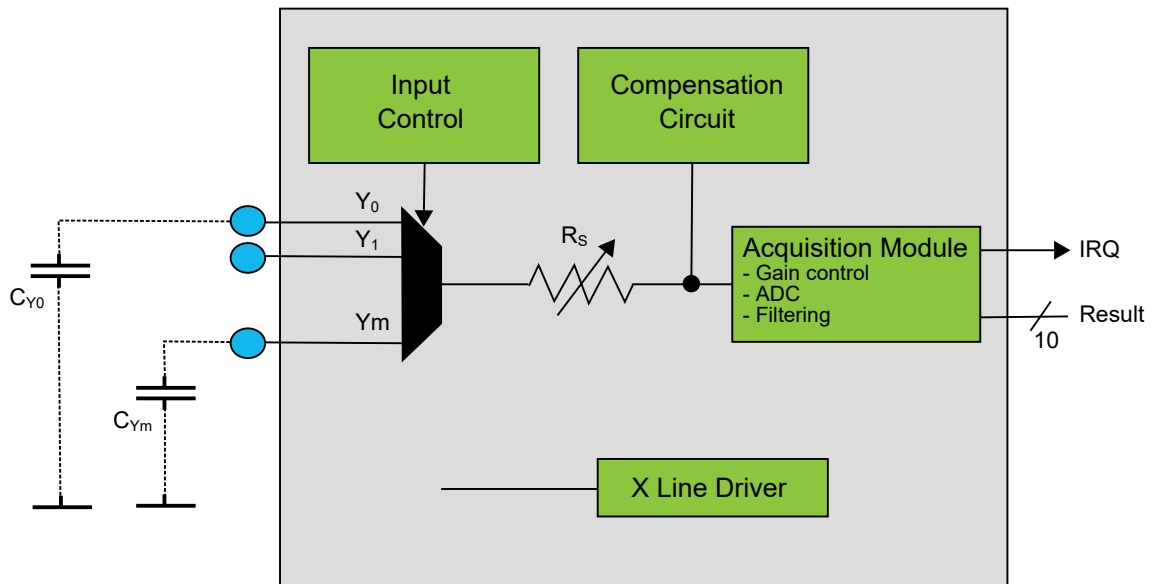 Input
Control
Compensation
Circuit
Y0
Y1
RS
Acquisition Module
- Gain control
- ADC
- Filtering
IRQ
Result
10
CY0
Ym
CYm
X Line Driver